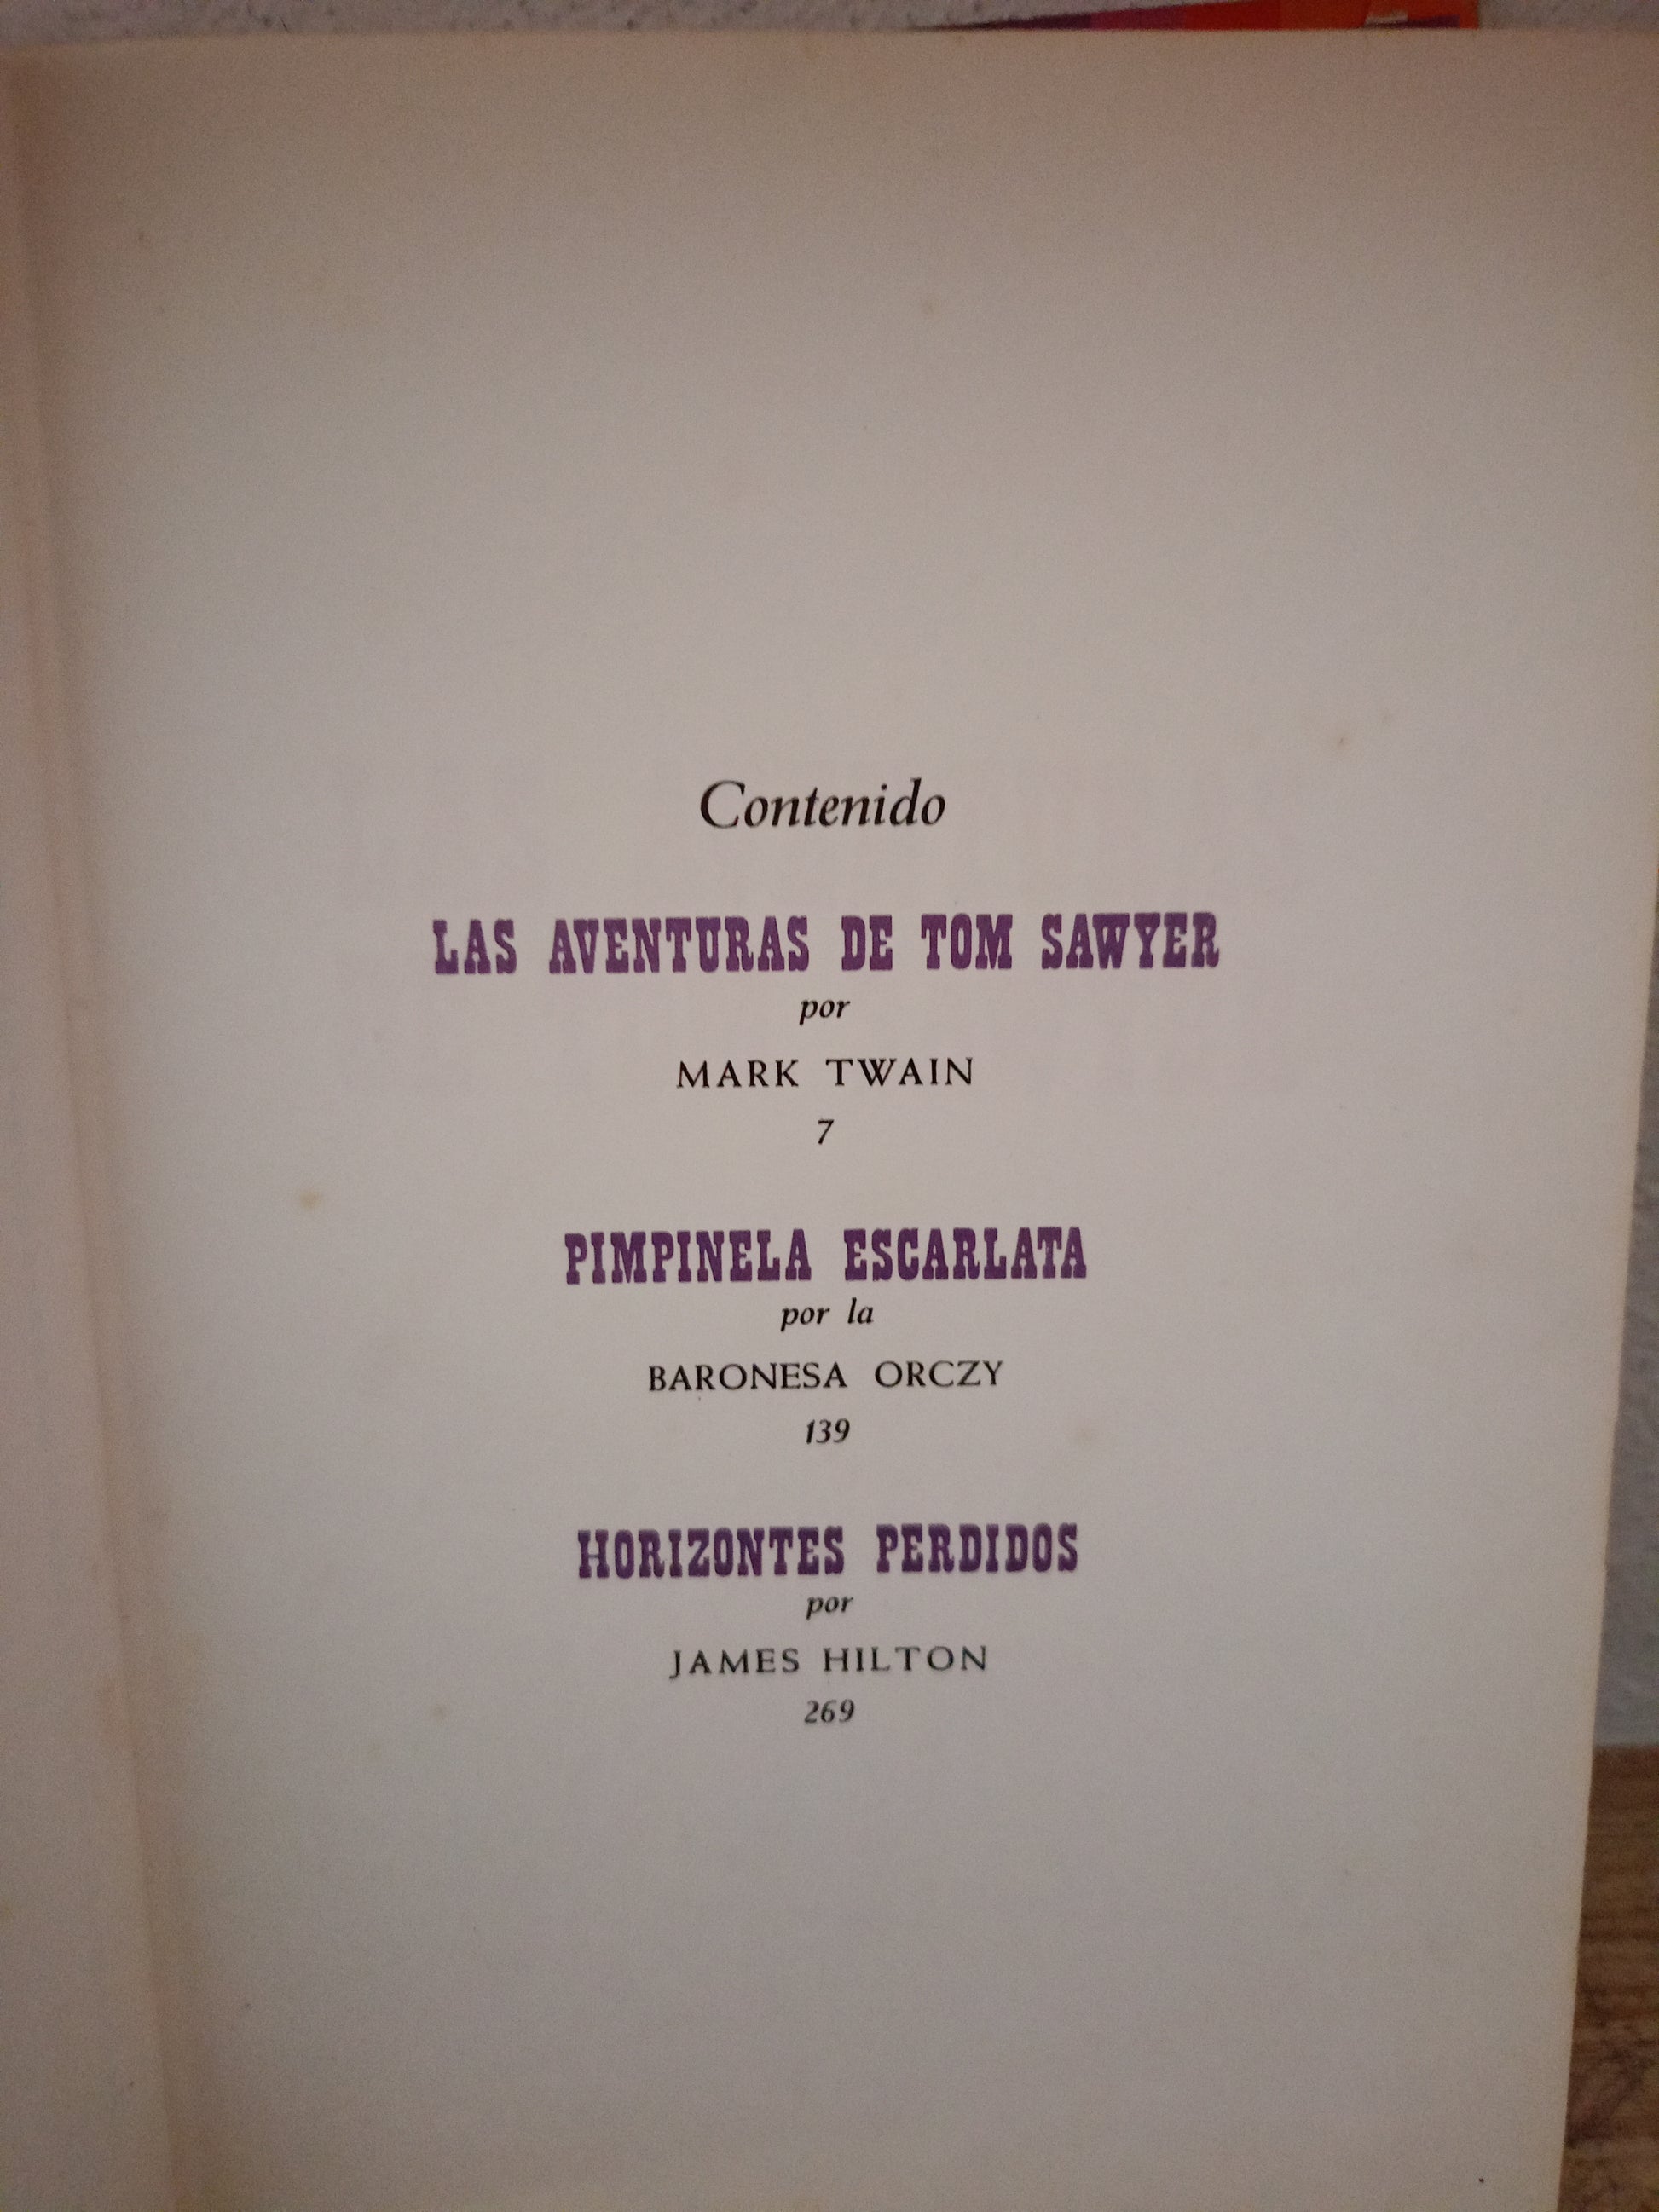 Contenido
LAS AVENTURAS DE TOM SAWYER
por
MARK TWAIN
7
PIMPINELA ESCARLATA
por la
BARONESA ORCZY
139
HORIZONTES PERDIDOS
por
JAMES HILTON
269